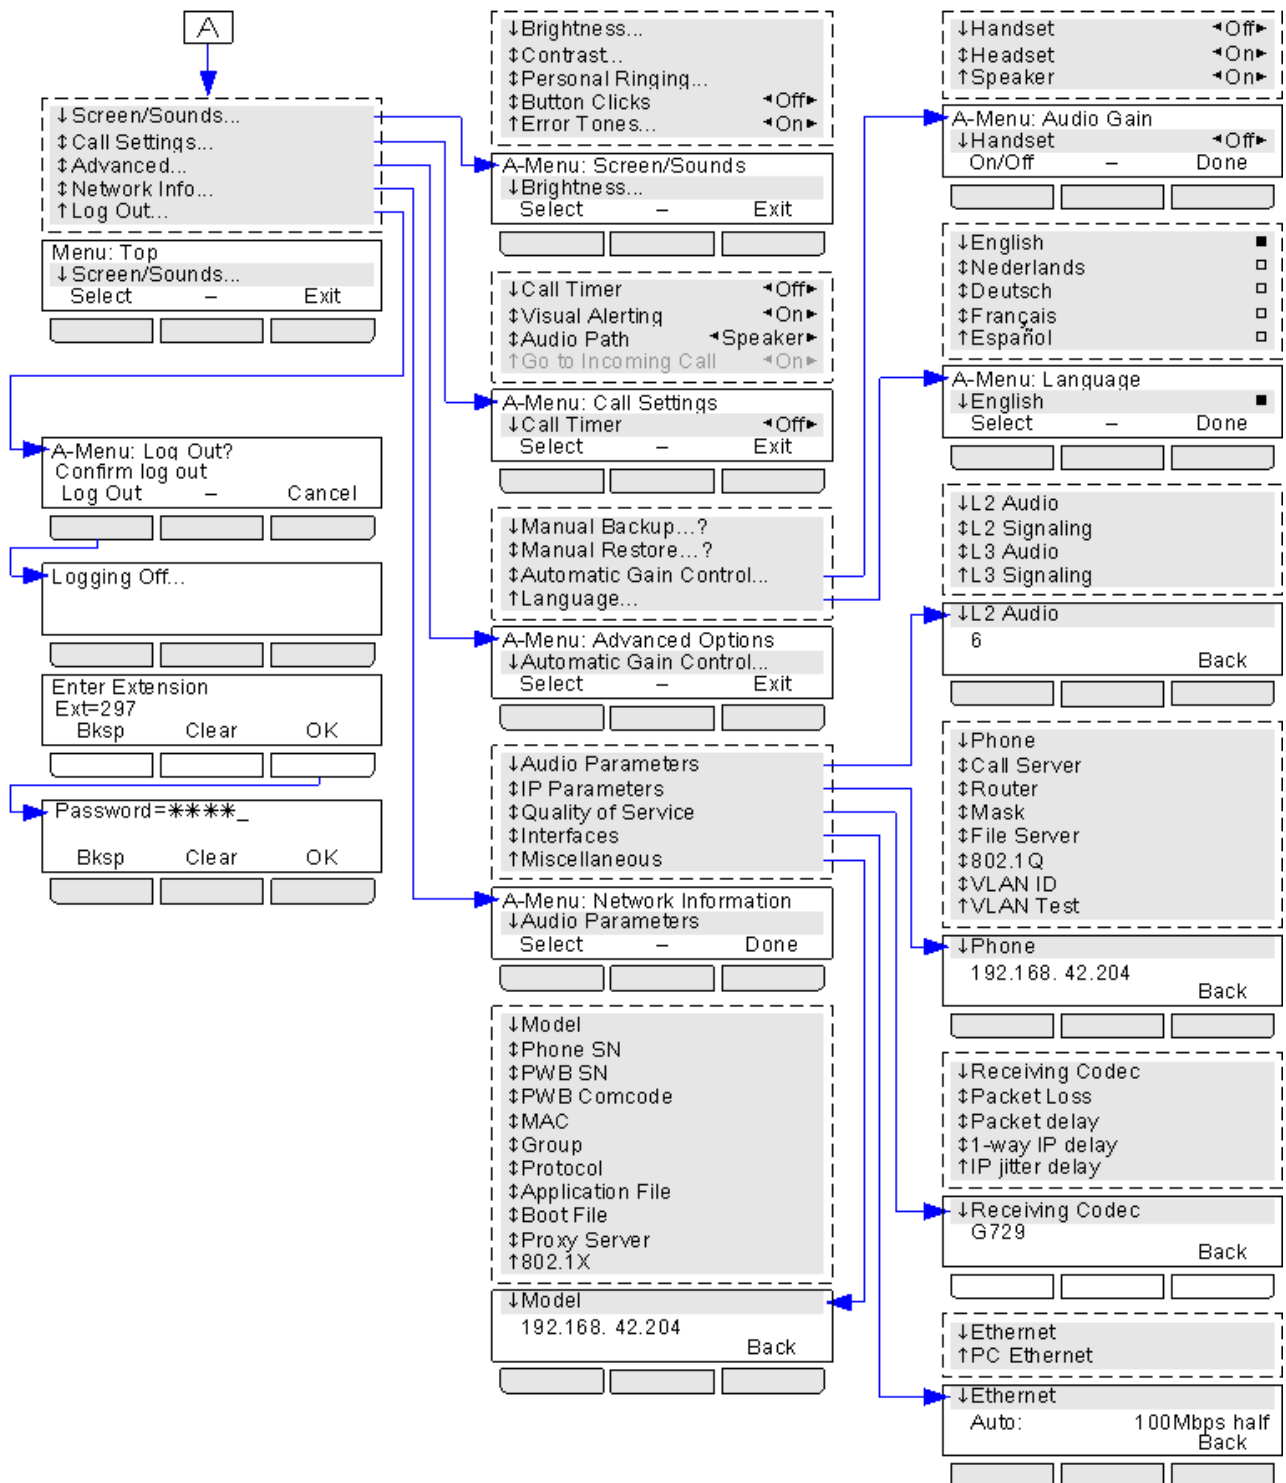 A
↓Screen/Sounds...
↕Call Settings...
↕Advanced...
↕Network Info...
↑Log Out...
Menu: Top
↓Screen/Sounds...
Select – Exit
A-Menu: Log Out?
Confirm log out
Log Out – Cancel
Logging Off...
Enter Extension
Ext=297
Bksp Clear OK
Password=****_
Bksp Clear OK
↓Brightness...
↕Contrast...
↕Personal Ringing...
↕Button Clicks ◄Off►
↑Error Tones... ◄On►
A-Menu: Screen/Sounds
↓Brightness...
Select – Exit
↓Call Timer ◄Off►
↕Visual Alerting ◄On►
↕Audio Path ◄Speaker►
↑Go to Incoming Call ◄On►
A-Menu: Call Settings
↓Call Timer ◄Off►
Select – Exit
↓Manual Backup...?
↕Manual Restore...?
↕Automatic Gain Control...
↑Language...
A-Menu: Advanced Options
↓Automatic Gain Control...
Select – Exit
↓Audio Parameters
↕IP Parameters
↕Quality of Service
↕Interfaces
↑Miscellaneous
A-Menu: Network Information
↓Audio Parameters
Select – Done
↓Model
↕Phone SN
↕PWB SN
↕PWB Comcode
↕MAC
↕Group
↕Protocol
↕Application File
↕Boot File
↕Proxy Server
↑802.1X
↓Model
192.168. 42.204
Back
↓Handset ◄Off►
↕Headset ◄On►
↑Speaker ◄On►
A-Menu: Audio Gain
↓Handset ◄Off►
On/Off – Done
↓English ■
↕Nederlands □
↕Deutsch □
↕Français □
↑Español □
A-Menu: Language
↓English ■
Select – Done
↓L2 Audio
↕L2 Signaling
↕L3 Audio
↑L3 Signaling
↓L2 Audio
6
Back
↓Phone
↕Call Server
↕Router
↕Mask
↕File Server
↕802.1Q
↕VLAN ID
↑VLAN Test
↓Phone
192.168. 42.204
Back
↓Receiving Codec
↕Packet Loss
↕Packet delay
↕1-way IP delay
↑IP jitter delay
↓Receiving Codec
G729
Back
↓Ethernet
↑PC Ethernet
↓Ethernet
Auto: 100Mbps half
Back